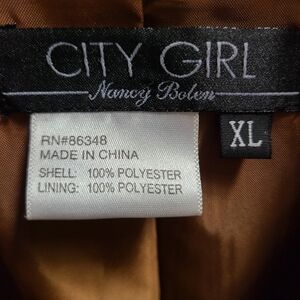 CITY GIRL
Nancy Bolen
XL
RN#86348
MADE IN CHINA
SHELL: 100% POLYESTER
LINING: 100% POLYESTER